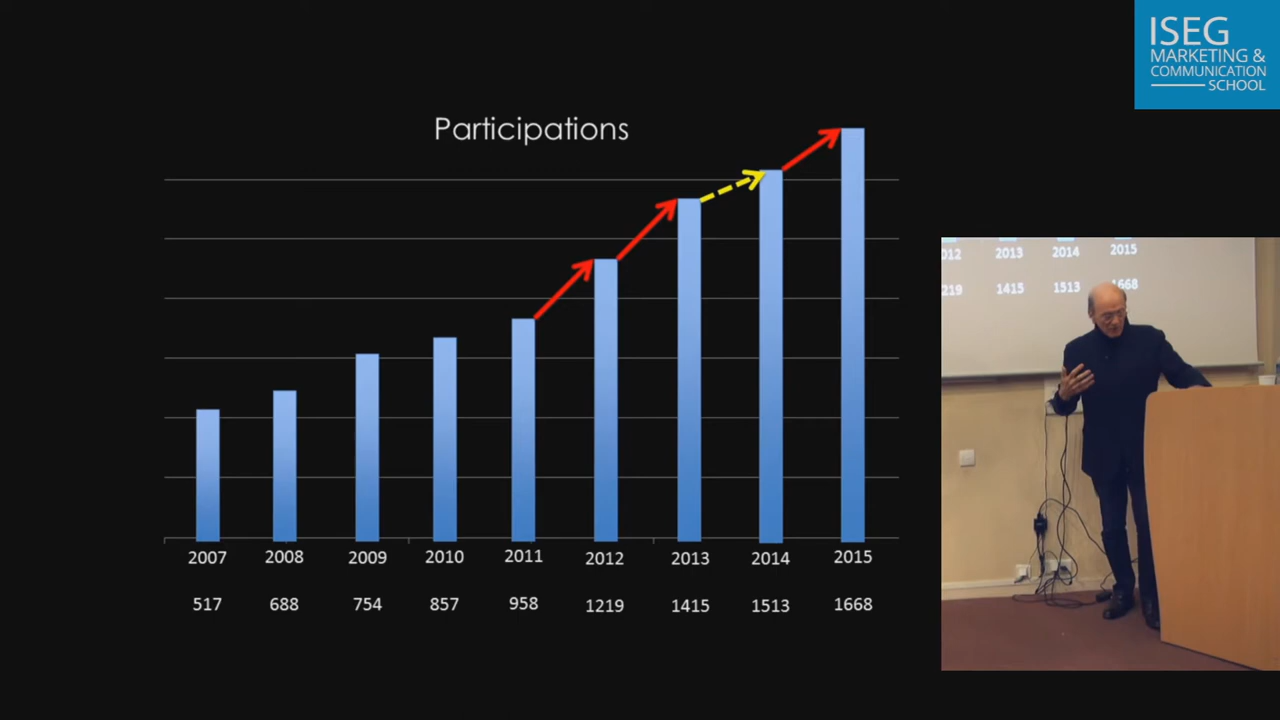 ISEG
MARKETING &
COMMUNICATION
SCHOOL
Participations
2007 2008 2009 2010 2011 2012 2013 2014 2015
517 688 754 857 958 1219 1415 1513 1668
2013 2014 2015
1415 1513